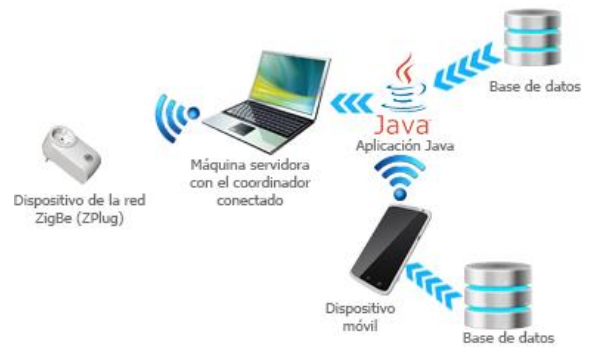 Base de datos
Java
Aplicación Java
Máquina servidora
con el coordinador
conectado
Dispositivo de la red
ZigBe (ZPlug)
Dispositivo
móvil
Base de datos